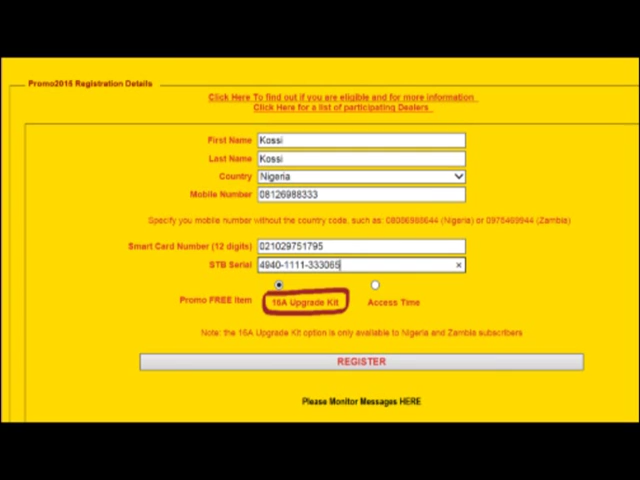 Promo2015 Registration Details
Click Here To find out if you are eligible and for more information
Click Here for a list of participating Dealers
First Name Kossi
Last Name Kossi
Country Nigeria
Mobile Number 08126988333
Specify you mobile number without the country code, such as: 08086988644 (Nigeria) or 0975469944 (Zambia)
Smart Card Number (12 digits) 021029751795
STB Serial 4940-1111-333065 ×
Promo FREE Item 16A Upgrade Kit Access Time
Note: the 16A Upgrade Kit option is only available to Nigeria and Zambia subscribers
REGISTER
Please Monitor Messages HERE